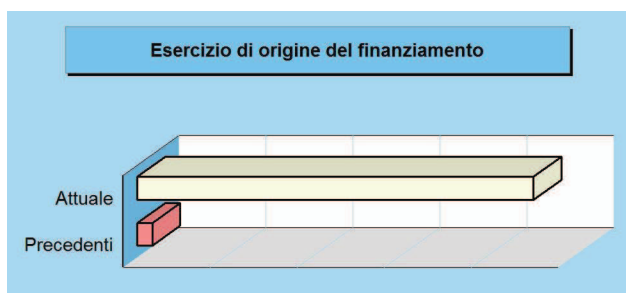 Esercizio di origine del finanziamento
Attuale
Precedenti